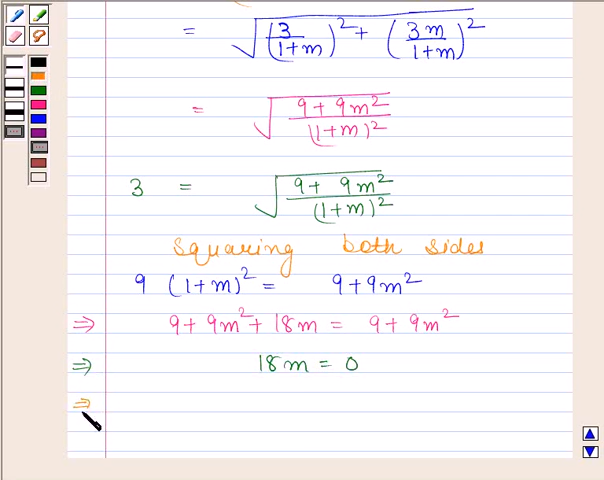 = √((3/(1+m))² + (3m/(1+m))²)
= √((9 + 9m²)/(1+m)²)
3 = √((9 + 9m²)/(1+m)²)
Squaring both sides
9 (1+m)² = 9+9m²
⇒ 9 + 9m² + 18m = 9 + 9m²
⇒ 18m = 0
⇒